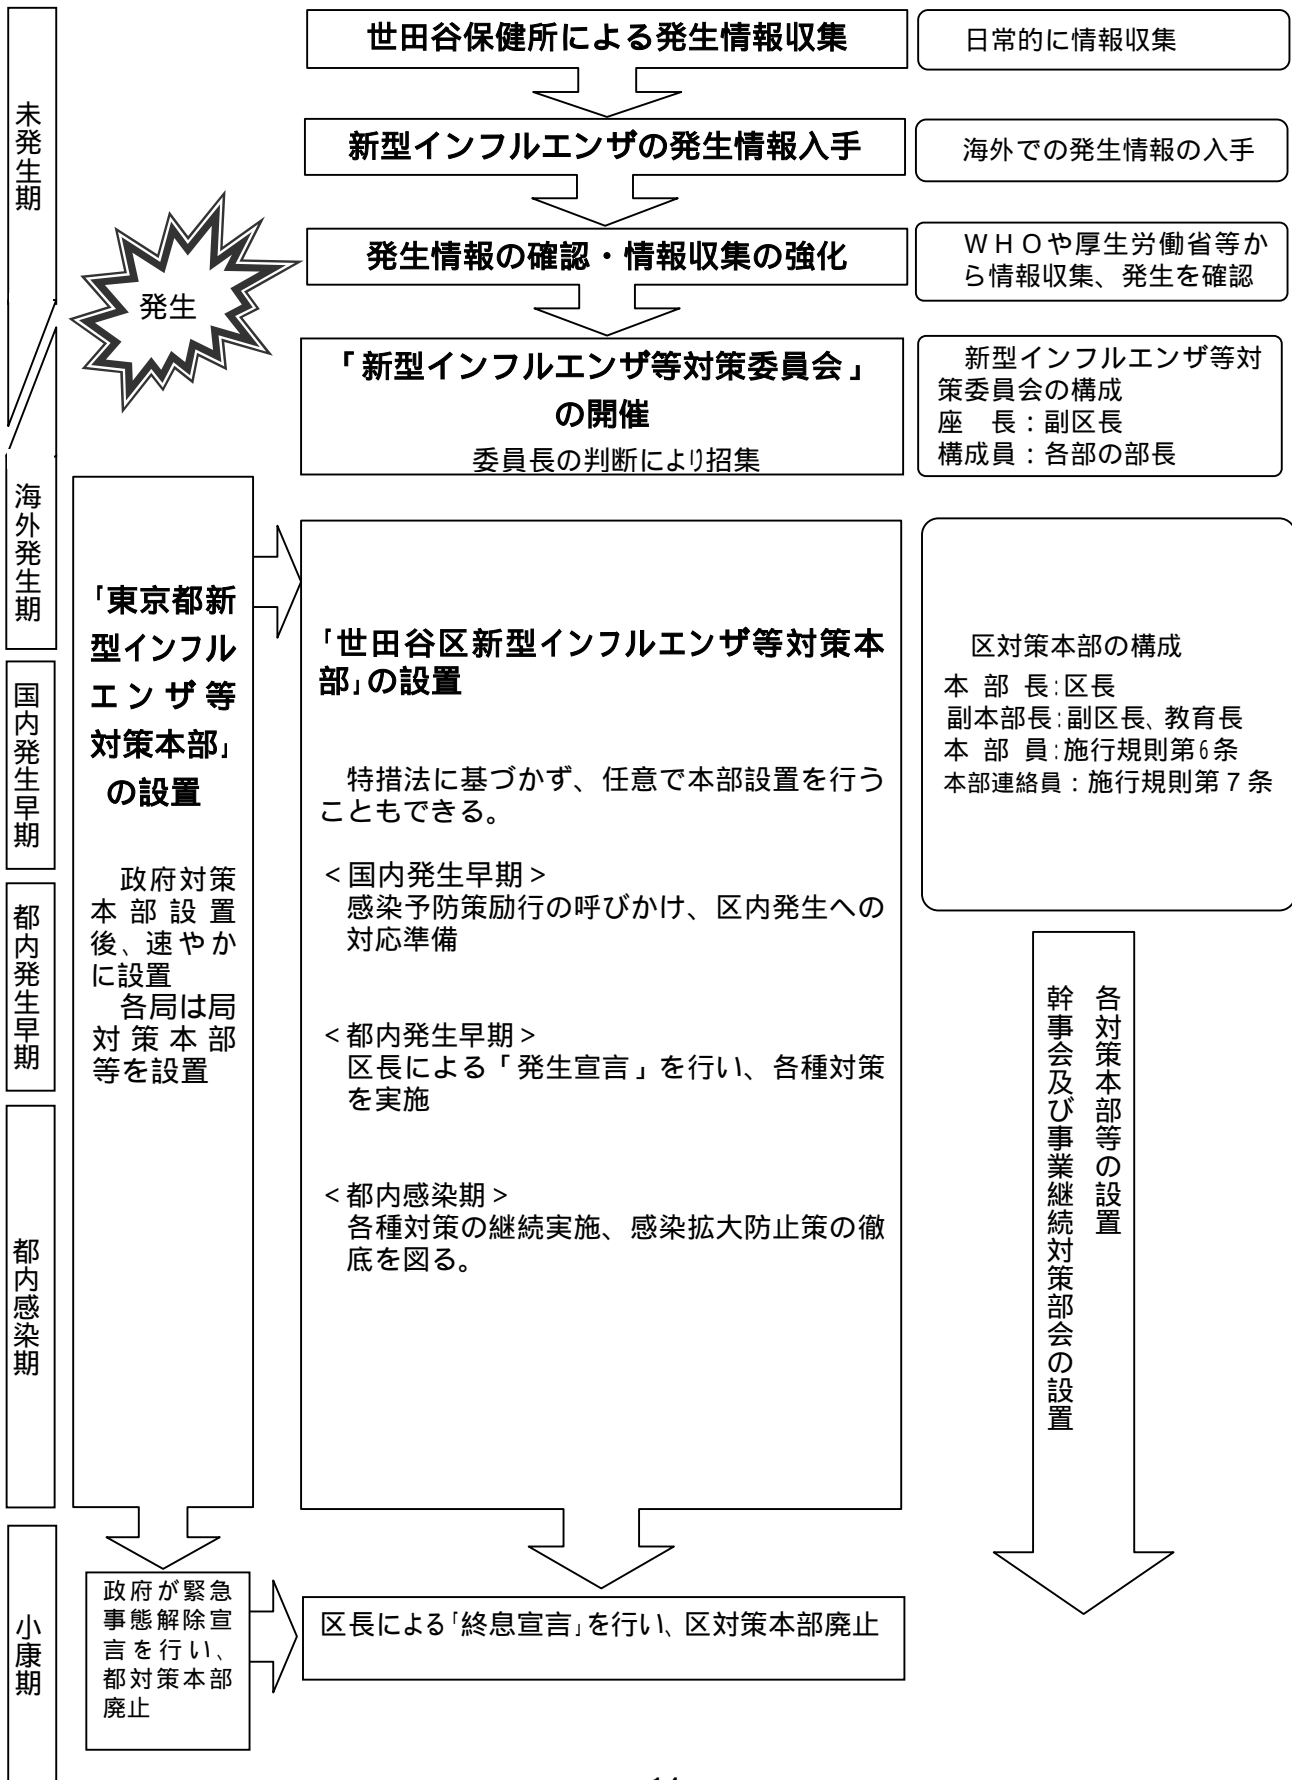 未発生期
世田谷保健所による発生情報収集
日常的に情報収集
新型インフルエンザの発生情報入手
海外での発生情報の入手
発生
発生情報の確認・情報収集の強化
ＷＨＯや厚生労働省等か
ら情報収集、発生を確認
「新型インフルエンザ等対策委員会」
の開催
委員長の判断により招集
新型インフルエンザ等対
策委員会の構成
座　長：副区長
構成員：各部の部長
海外発生期
国内発生早期
都内発生早期
都内感染期
「東京都新
型インフル
エンザ等
対策本部」
の設置
政府対策
本部設置
後、速やか
に設置
各局は局
対策本部
等を設置
「世田谷区新型インフルエンザ等対策本
部」の設置
特措法に基づかず、任意で本部設置を行う
こともできる。
＜国内発生早期＞
感染予防策励行の呼びかけ、区内発生への
対応準備
＜都内発生早期＞
区長による「発生宣言」を行い、各種対策
を実施
＜都内感染期＞
各種対策の継続実施、感染拡大防止策の徹
底を図る。
区対策本部の構成
本 部 長:区長
副本部長:副区長、教育長
本 部 員:施行規則第6条
本部連絡員：施行規則第７条
各対策本部等の設置
幹事会及び事業継続対策部会の設置
小康期
政府が緊急
事態解除宣
言を行い、
都対策本部
廃止
区長による「終息宣言」を行い、区対策本部廃止